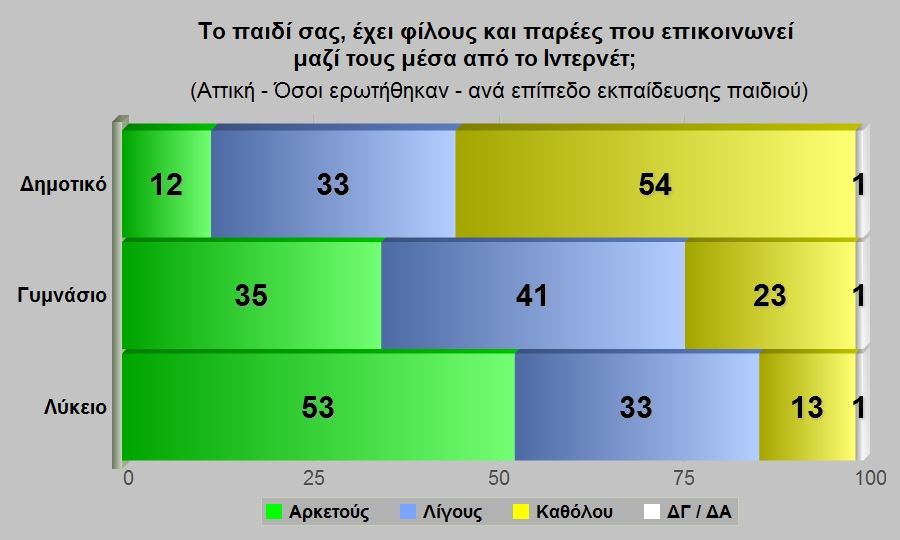 Το παιδί σας, έχει φίλους και παρέες που επικοινωνεί
μαζί τους μέσα από το Ιντερνέτ;
(Αττική - Όσοι ερωτήθηκαν - ανά επίπεδο εκπαίδευσης παιδιού)
Δημοτικό 12 33 54 1
Γυμνάσιο 35 41 23 1
Λύκειο 53 33 13 1
0 25 50 75 100
Αρκετούς Λίγους Καθόλου ΔΓ / ΔΑ